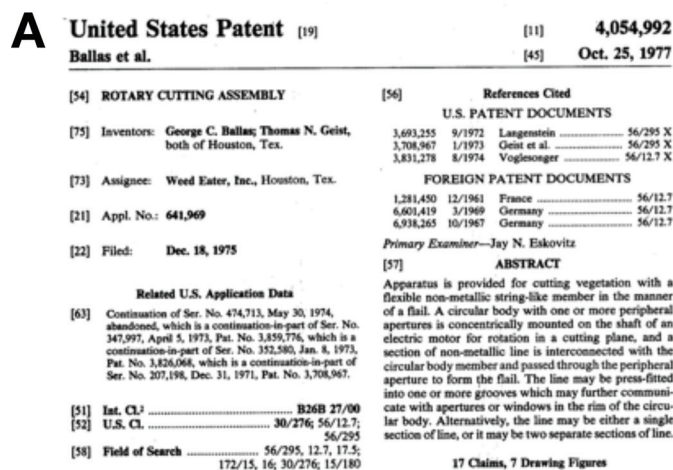 A
United States Patent [19]
Ballas et al.
[11] 4,054,992
[45] Oct. 25, 1977
[54] ROTARY CUTTING ASSEMBLY
[75] Inventors: George C. Ballas; Thomas N. Geist,
both of Houston, Tex.
[73] Assignee: Weed Eater, Inc., Houston, Tex.
[21] Appl. No.: 641,969
[22] Filed: Dec. 18, 1975
Related U.S. Application Data
[63] Continuation of Ser. No. 474,713, May 30, 1974,
abandoned, which is a continuation-in-part of Ser. No.
347,997, April 5, 1973, Pat. No. 3,859,776, which is a
continuation-in-part of Ser. No. 352,580, Jan. 8, 1973,
Pat. No. 3,826,068, which is a continuation-in-part of
Ser. No. 207,198, Dec. 31, 1971, Pat. No. 3,708,967.
[51] Int. Cl.² ........................ B26B 27/00
[52] U.S. Cl. ........................ 30/276; 56/12.7;
56/295
[58] Field of Search ............ 56/295, 12.7, 17.5;
172/15, 16; 30/276; 15/180
[56] References Cited
U.S. PATENT DOCUMENTS
3,693,255 9/1972 Langenstein .................. 56/295 X
3,708,967 1/1973 Geist et al. .................. 56/295 X
3,831,278 8/1974 Voglesonger .................. 56/12.7 X
FOREIGN PATENT DOCUMENTS
1,281,450 12/1961 France .................. 56/12.7
6,601,419 3/1969 Germany .................. 56/12.7
6,938,265 10/1967 Germany .................. 56/12.7
Primary Examiner—Jay N. Eskovitz
[57] ABSTRACT
Apparatus is provided for cutting vegetation with a
flexible non-metallic string-like member in the manner
of a flail. A circular body with one or more peripheral
apertures is concentrically mounted on the shaft of an
electric motor for rotation in a cutting plane, and a
section of non-metallic line is interconnected with the
circular body member and passed through the peripheral
aperture to form the flail. The line may be press-fitted
into one or more grooves which may further communi-
cate with apertures or windows in the rim of the circu-
lar body. Alternatively, the line may be either a single
section of line, or it may be two separate sections of line.
17 Claims, 7 Drawing Figures